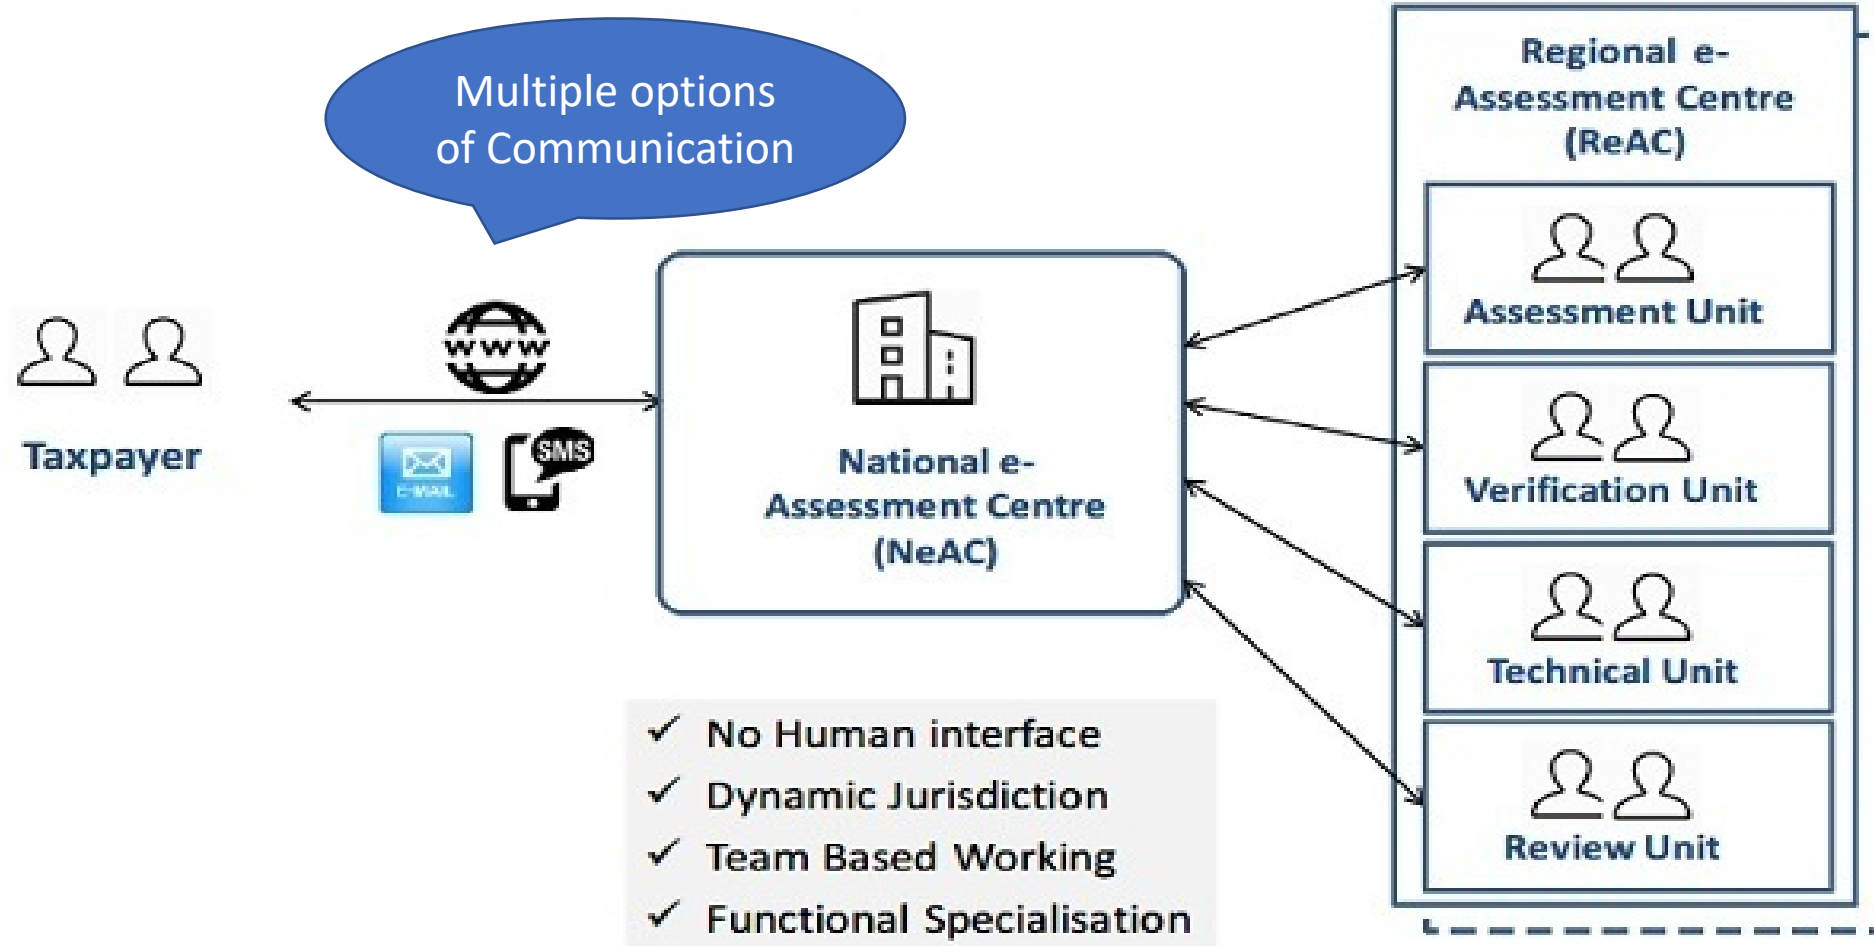 Multiple options
of Communication
Regional e-
Assessment Centre
(ReAC)
Assessment Unit
Verification Unit
Technical Unit
Review Unit
www
E-MAIL
SMS
Taxpayer
National e-
Assessment Centre
(NeAC)
✓ No Human interface
✓ Dynamic Jurisdiction
✓ Team Based Working
✓ Functional Specialisation